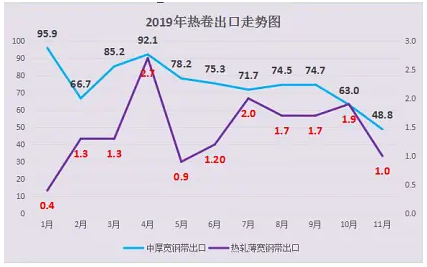 2019年热卷出口走势图
100 90 80 70 60 50 40 30 20 10 0
3.0 2.5 2.0 1.5 1.0 0.5 0.0
95.9 66.7 85.2 92.1 78.2 75.3 71.7 74.5 74.7 63.0 48.8
0.4 1.3 1.3 2.7 0.9 1.20 2.0 1.7 1.7 1.9 1.0
1月 2月 3月 4月 5月 6月 7月 8月 9月 10月 11月
中厚宽钢带出口 热轧薄宽钢带出口